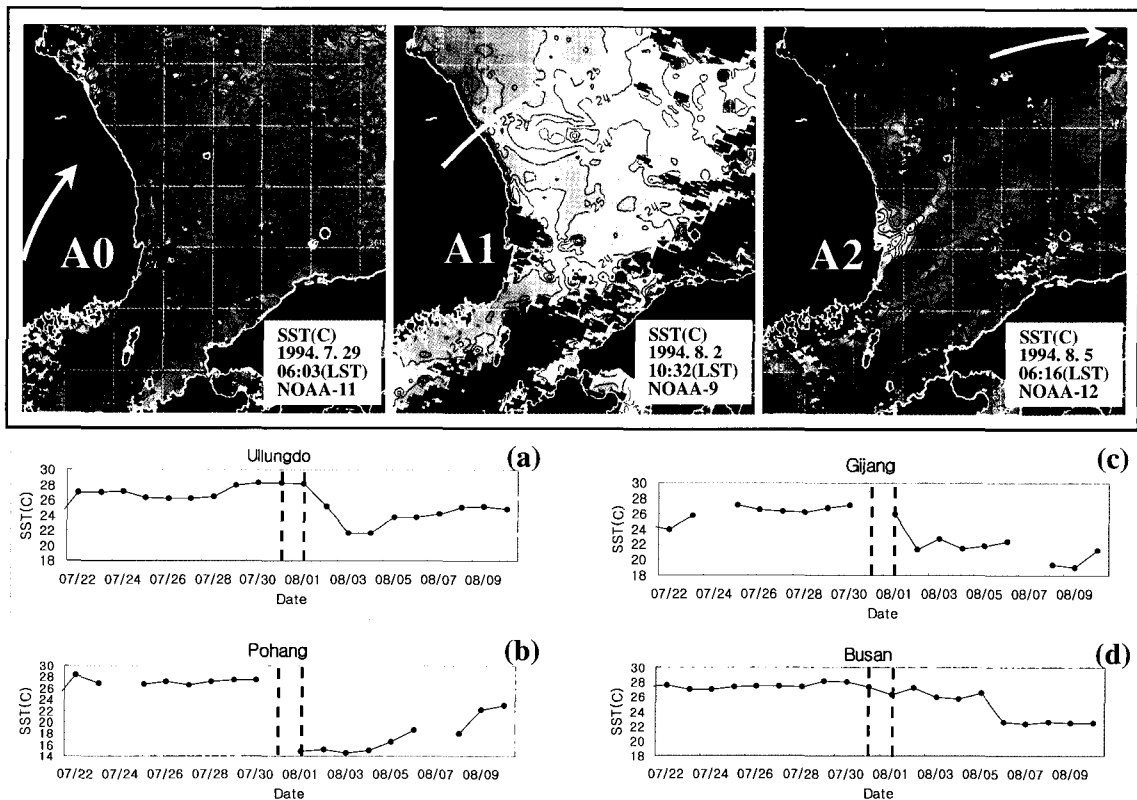 A0
SST(C)
1994. 7. 29
06:03(LST)
NOAA-11
A1
25
24
25
24
25
24
24
SST(C)
1994. 8. 2
10:32(LST)
NOAA-9
A2
SST(C)
1994. 8. 5
06:16(LST)
NOAA-12
Ullungdo
(a)
SST(C)
30
28
26
24
22
20
18
07/22 07/24 07/26 07/28 07/30 08/01 08/03 08/05 08/07 08/09
Date
Gijang
(c)
SST(C)
30
28
26
24
22
20
18
07/22 07/24 07/26 07/28 07/30 08/01 08/03 08/05 08/07 08/09
Date
Pohang
(b)
SST(C)
30
28
26
24
22
20
18
16
14
07/22 07/24 07/26 07/28 07/30 08/01 08/03 08/05 08/07 08/09
Date
Busan
(d)
SST(C)
30
28
26
24
22
20
18
07/22 07/24 07/26 07/28 07/30 08/01 08/03 08/05 08/07 08/09
Date